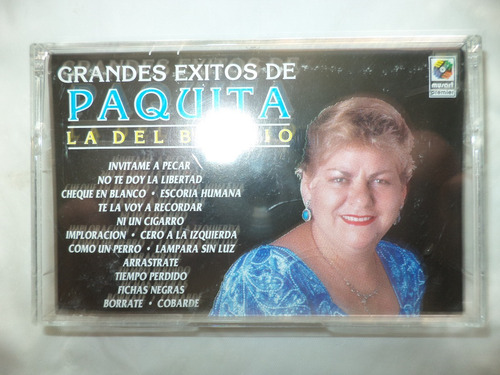 GRANDES EXITOS DE
PAQUITA
LA DEL
INVITAME A PECAR
NO TE DOY LA LIBERTAD
CHEQUE EN BLANCO • ESCORIA HUMANA
TE LA VOY A RECORDAR
NI UN CIGARRO
IMPLORACION • CERO A LA IZQUIERDA
COMO UN PERRO • LAMPARA SIN LUZ
ARRASTRATE
TIEMPO PERDIDO
FICHAS NEGRAS
BORRATE • COBARDE
musart
premier